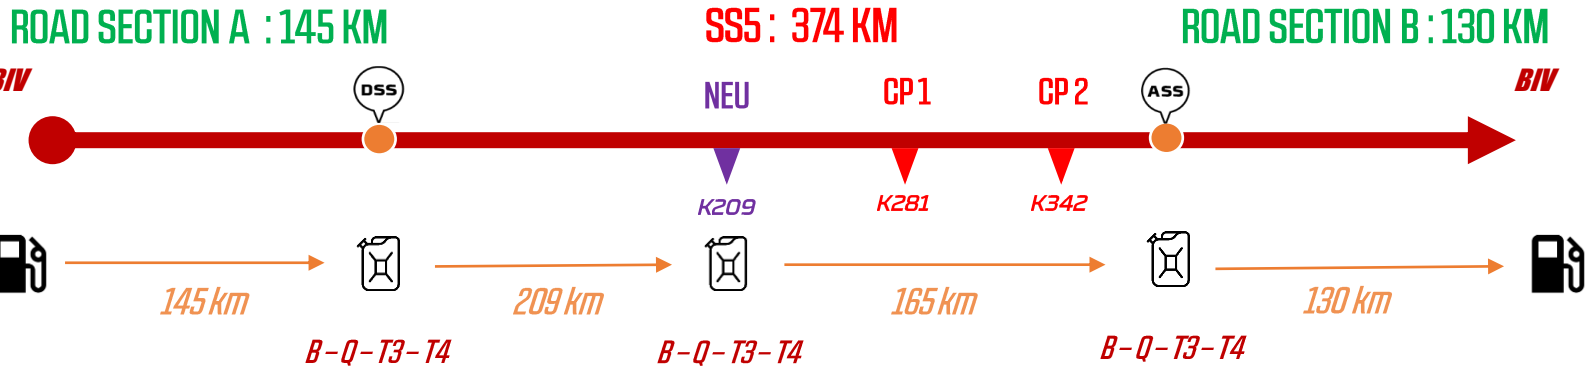 ROAD SECTION A : 145 KM
SS5 : 374 KM
ROAD SECTION B : 130 KM
BIV
DSS
NEU
CP 1
CP 2
ASS
BIV
K209
K281
K342
145 km
209 km
165 km
130 km
B – Q – T3 – T4
B – Q – T3 – T4
B – Q – T3 – T4